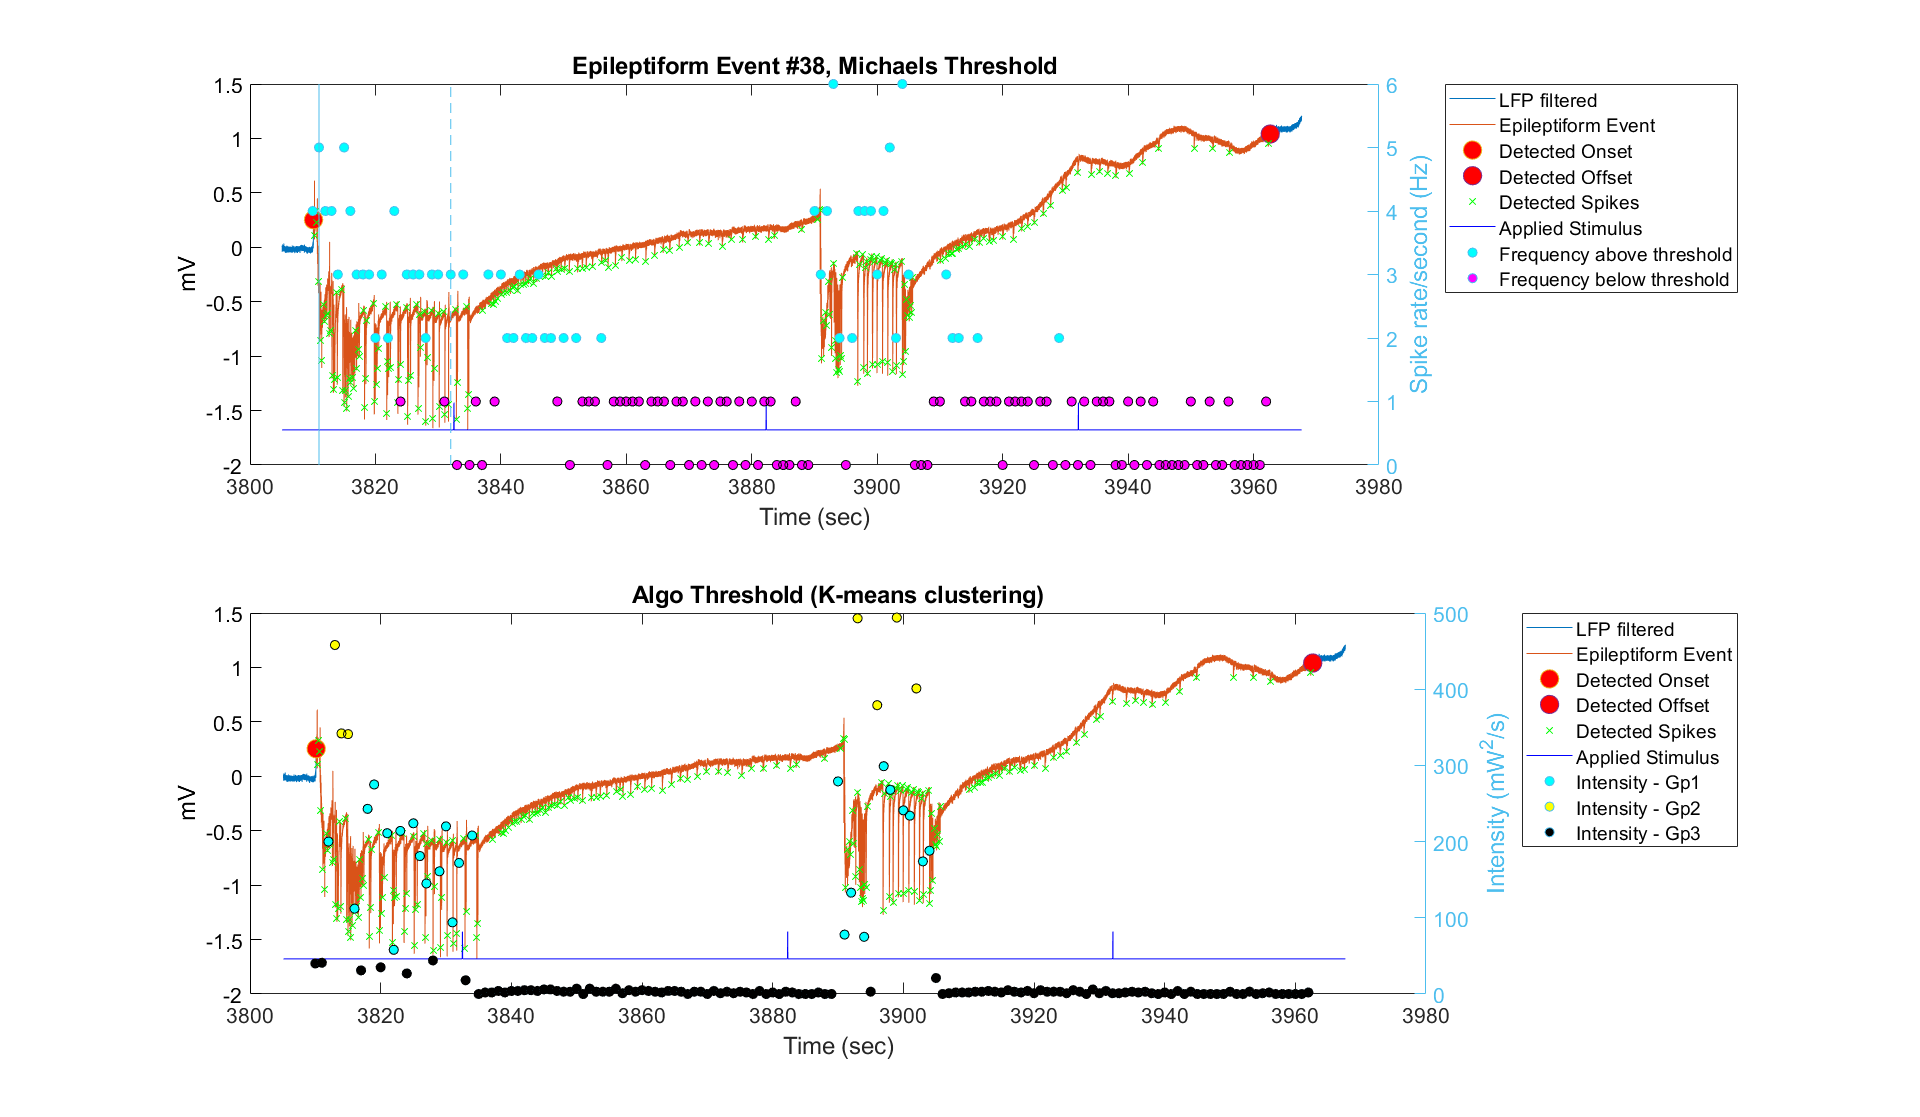 Epileptiform Event #38, Michaels Threshold
1.5
1
0.5
0
-0.5
-1
-1.5
-2
mV
3800
3820
3840
3860
3880
3900
3920
3940
3960
3980
Time (sec)
6
5
4
3
2
1
0
Spike rate/second (Hz)
LFP filtered
Epileptiform Event
Detected Onset
Detected Offset
Detected Spikes
Applied Stimulus
Frequency above threshold
Frequency below threshold
Algo Threshold (K-means clustering)
1.5
1
0.5
0
-0.5
-1
-1.5
-2
mV
3800
3820
3840
3860
3880
3900
3920
3940
3960
3980
Time (sec)
500
400
300
200
100
0
Intensity (mW²/s)
LFP filtered
Epileptiform Event
Detected Onset
Detected Offset
Detected Spikes
Applied Stimulus
Intensity - Gp1
Intensity - Gp2
Intensity - Gp3